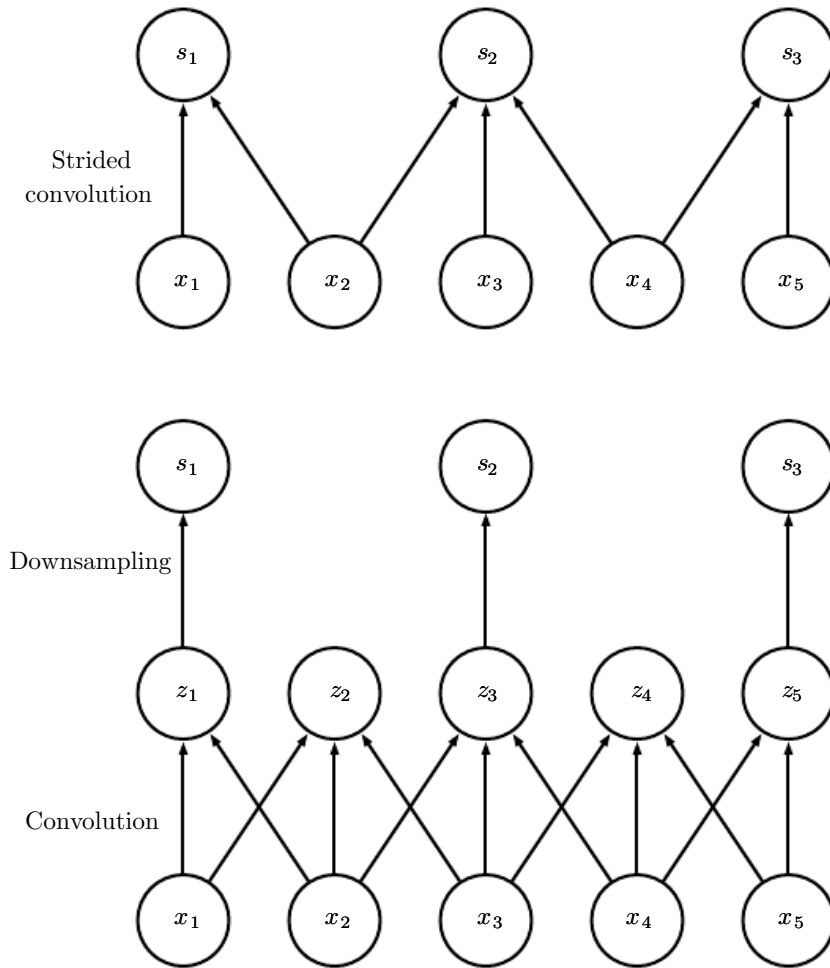 s₁ s₂ s₃
Strided
convolution
x₁ x₂ x₃ x₄ x₅
s₁ s₂ s₃
Downsampling
z₁ z₂ z₃ z₄ z₅
Convolution
x₁ x₂ x₃ x₄ x₅